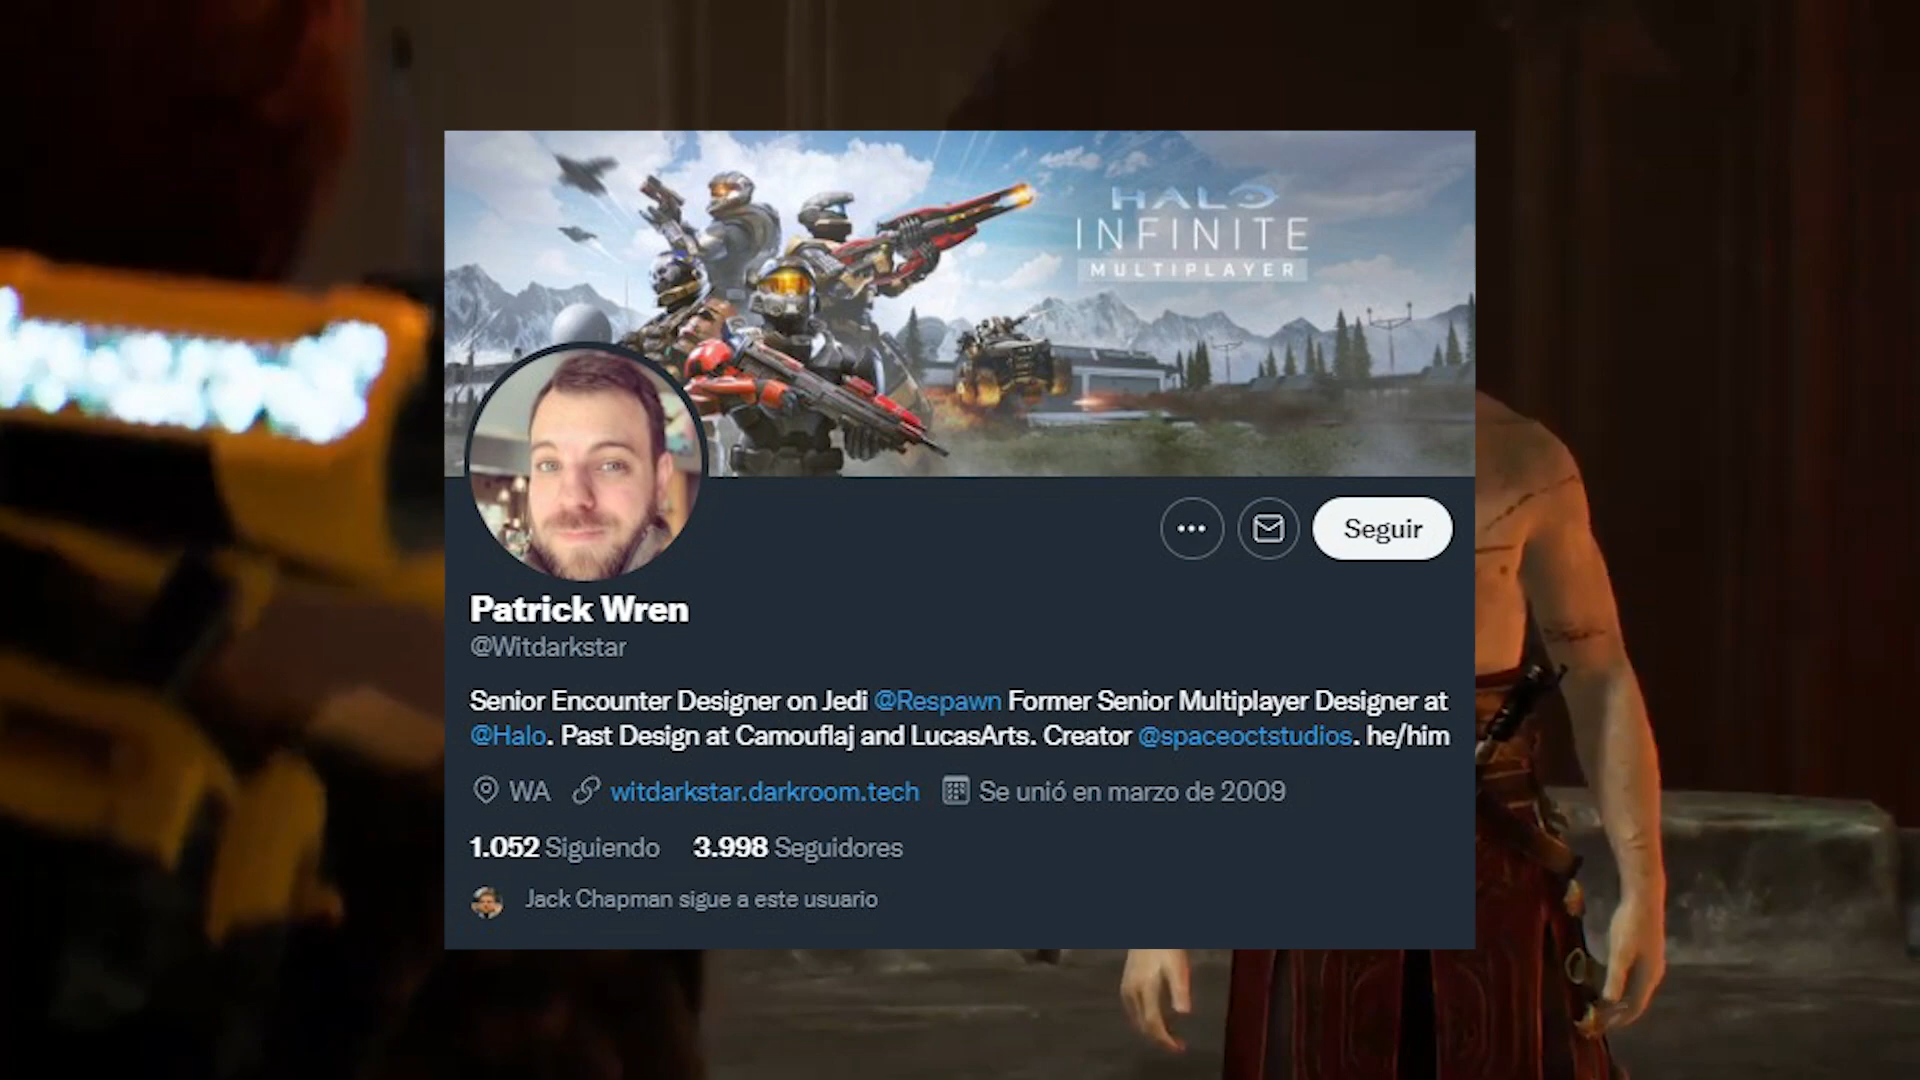 HALO
INFINITE
MULTIPLAYER
Seguir
Patrick Wren
@Witdarkstar
Senior Encounter Designer on Jedi @Respawn Former Senior Multiplayer Designer at
@Halo. Past Design at Camouflaj and LucasArts. Creator @spaceoctstudios. he/him
WA witdarkstar.darkroom.tech Se unió en marzo de 2009
1.052 Siguiendo 3.998 Seguidores
Jack Chapman sigue a este usuario